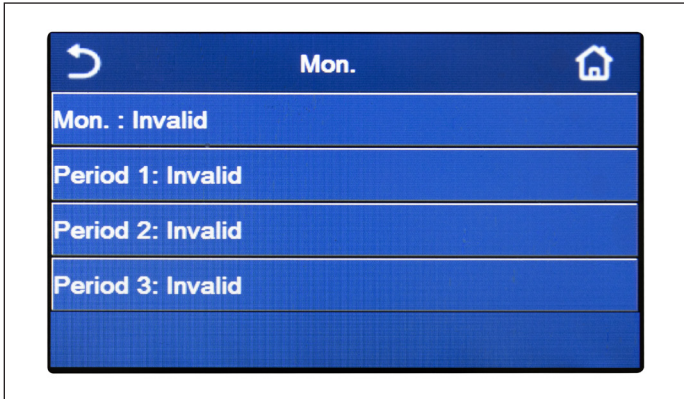 Mon.
Mon. : Invalid
Period 1: Invalid
Period 2: Invalid
Period 3: Invalid